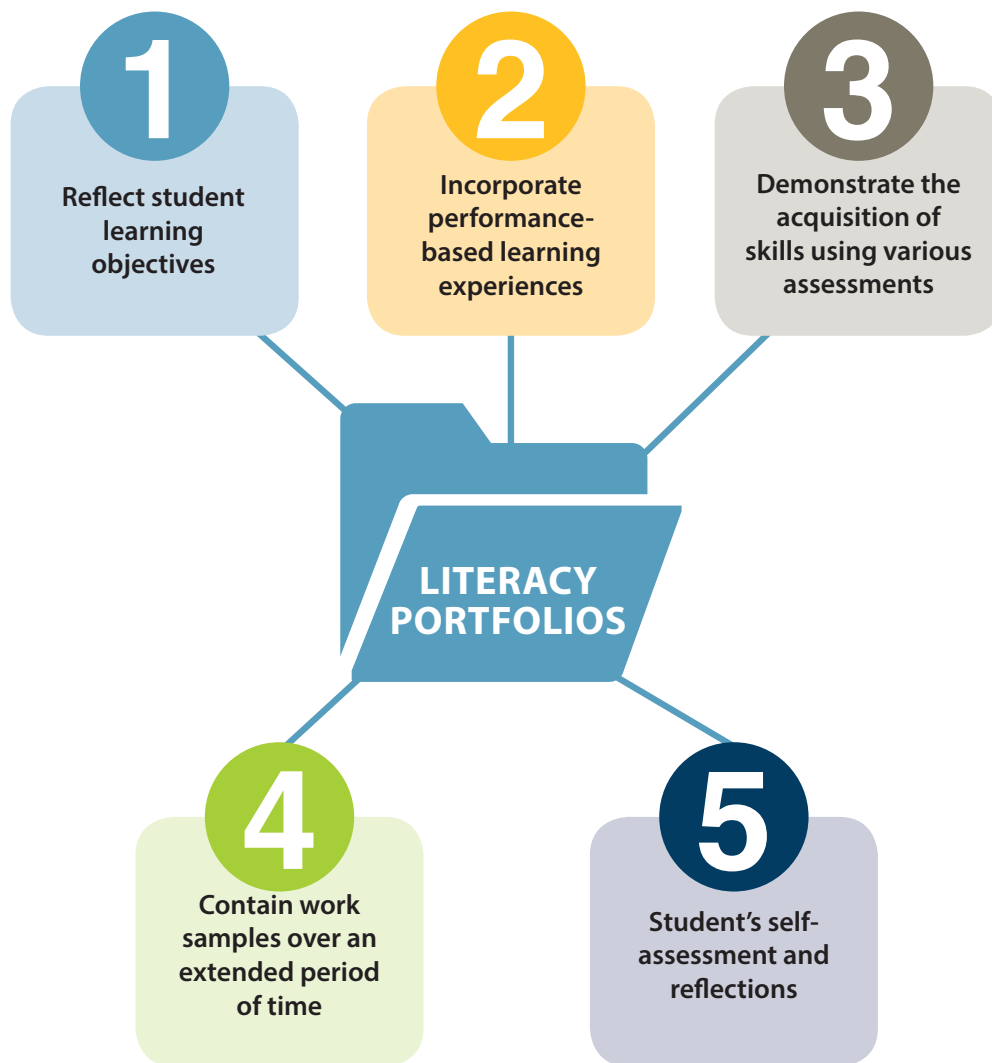 1
Reflect student
learning
objectives
2
Incorporate
performance-
based learning
experiences
3
Demonstrate the
acquisition of
skills using various
assessments
LITERACY
PORTFOLIOS
4
Contain work
samples over an
extended period
of time
5
Student’s self-
assessment and
reflections